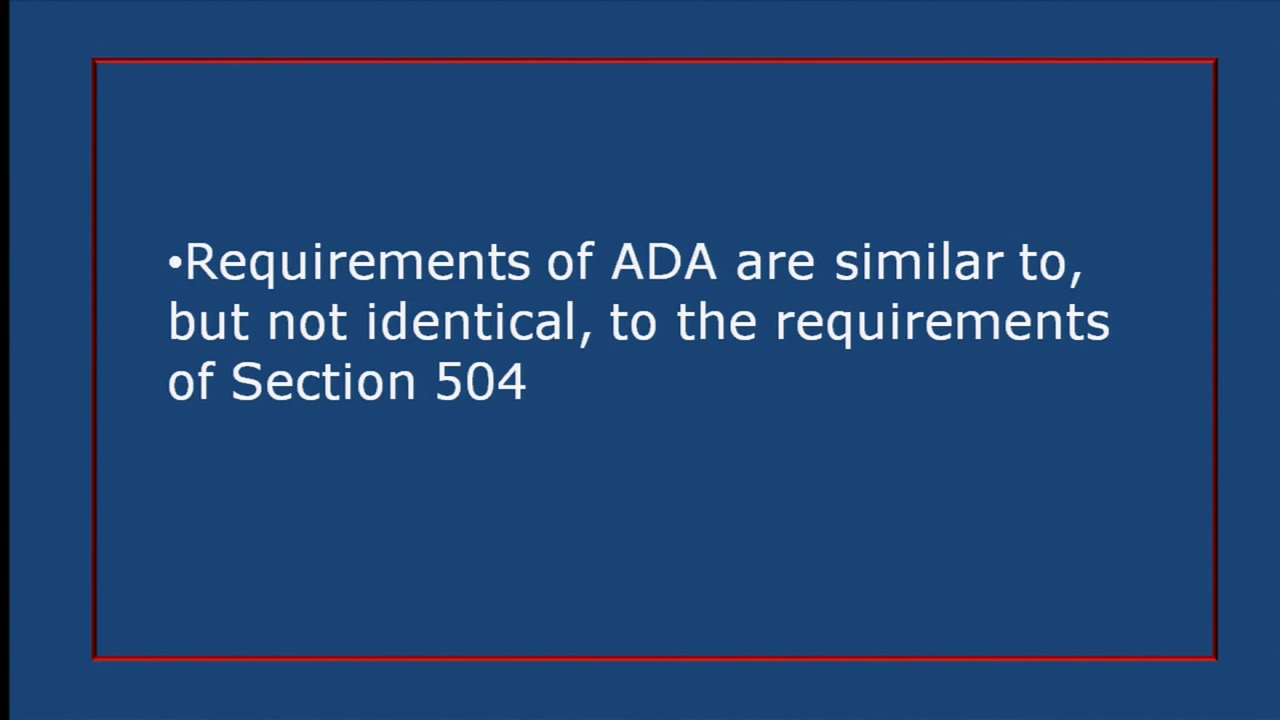 •Requirements of ADA are similar to,
but not identical, to the requirements
of Section 504